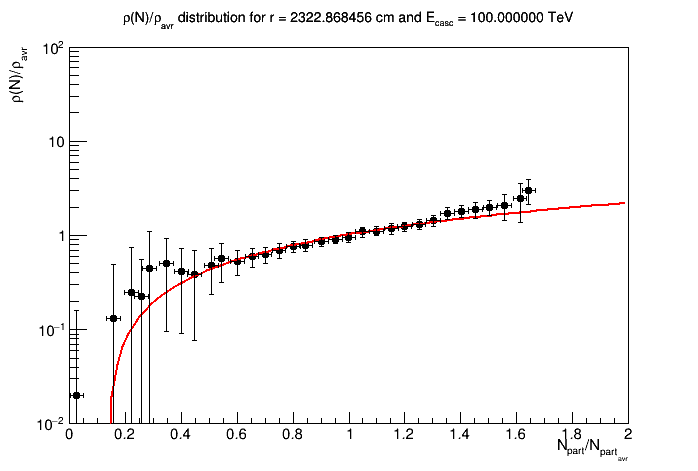 ρ(N)/ρavr distribution for r = 2322.868456 cm and Ecasc = 100.000000 TeV
ρ(N)/ρavr
10²
10
1
10⁻¹
10⁻²
0 0.2 0.4 0.6 0.8 1 1.2 1.4 1.6 1.8 2
Npart/Npartavr